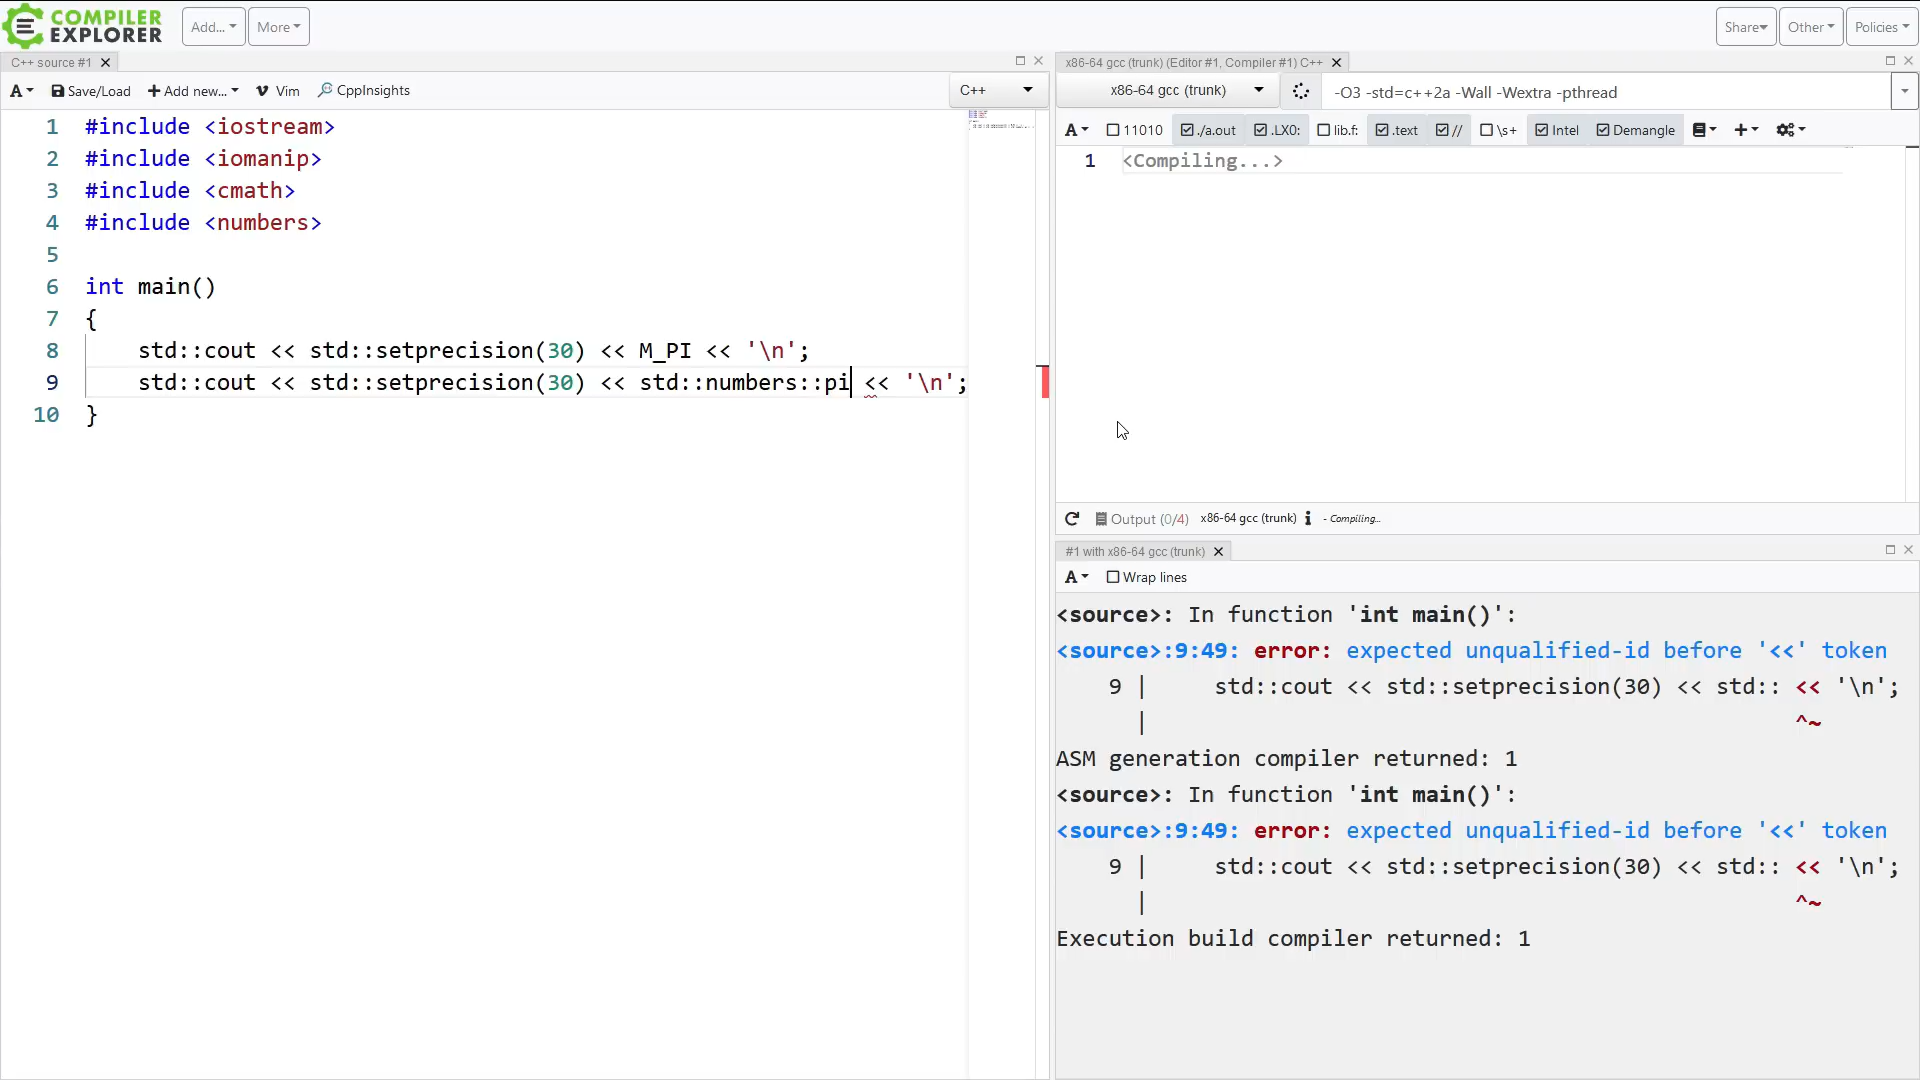 COMPILER
EXPLORER
Add...
More
Share
Other
Policies
C++ source #1
A
Save/Load
Add new...
Vim
CppInsights
C++
1 #include <iostream>
2 #include <iomanip>
3 #include <cmath>
4 #include <numbers>
5
6 int main()
7 {
8 std::cout << std::setprecision(30) << M_PI << '\n';
9 std::cout << std::setprecision(30) << std::numbers::pi << '\n';
10 }
x86-64 gcc (trunk) (Editor #1, Compiler #1) C++
x86-64 gcc (trunk)
-O3 -std=c++2a -Wall -Wextra -pthread
A
11010
./a.out
.LX0:
lib.f:
.text
//
\s+
Intel
Demangle
1 <Compiling...>
Output (0/4) x86-64 gcc (trunk) i - Compiling...
#1 with x86-64 gcc (trunk)
A
Wrap lines
<source>: In function 'int main()':
<source>:9:49: error: expected unqualified-id before '<<' token
9 | std::cout << std::setprecision(30) << std:: << '\n';
| ^~
ASM generation compiler returned: 1
<source>: In function 'int main()':
<source>:9:49: error: expected unqualified-id before '<<' token
9 | std::cout << std::setprecision(30) << std:: << '\n';
| ^~
Execution build compiler returned: 1